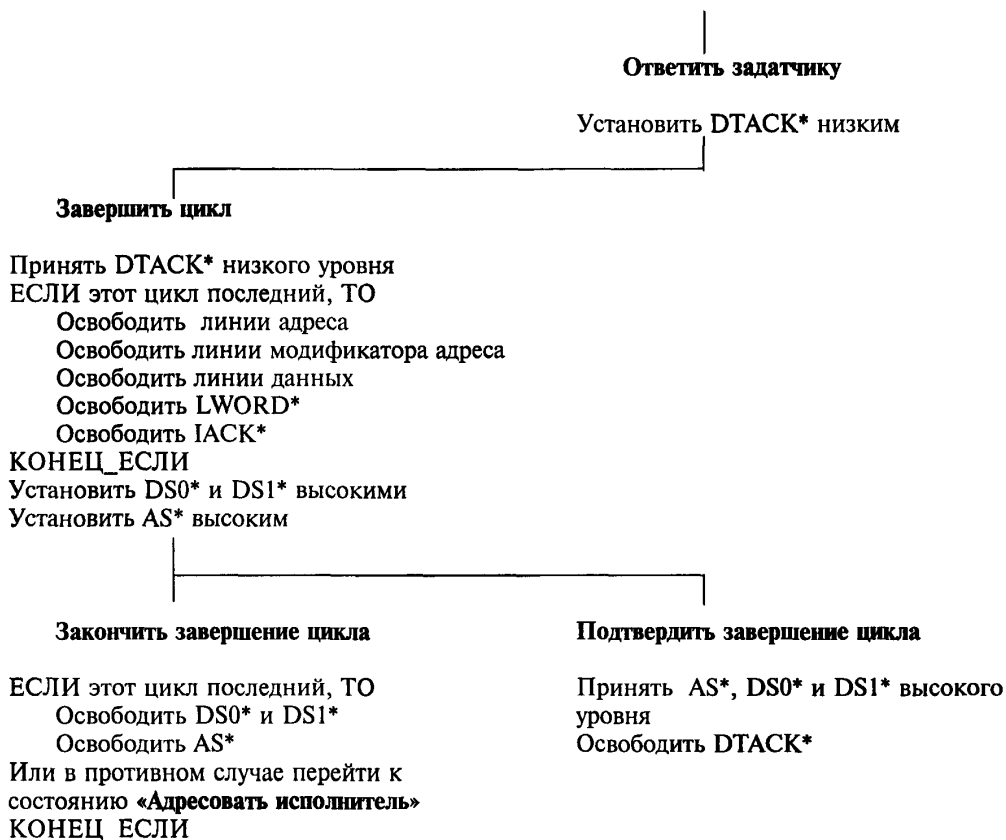 Ответить задатчику
Установить DTACK* низким
Завершить цикл
Принять DTACK* низкого уровня
ЕСЛИ этот цикл последний, ТО
Освободить линии адреса
Освободить линии модификатора адреса
Освободить линии данных
Освободить LWORD*
Освободить IACK*
КОНЕЦ_ЕСЛИ
Установить DS0* и DS1* высокими
Установить AS* высоким
Закончить завершение цикла
ЕСЛИ этот цикл последний, ТО
Освободить DS0* и DS1*
Освободить AS*
Или в противном случае перейти к
состоянию «Адресовать исполнитель»
КОНЕЦ_ЕСЛИ
Подтвердить завершение цикла
Принять AS*, DS0* и DS1* высокого
уровня
Освободить DTACK*